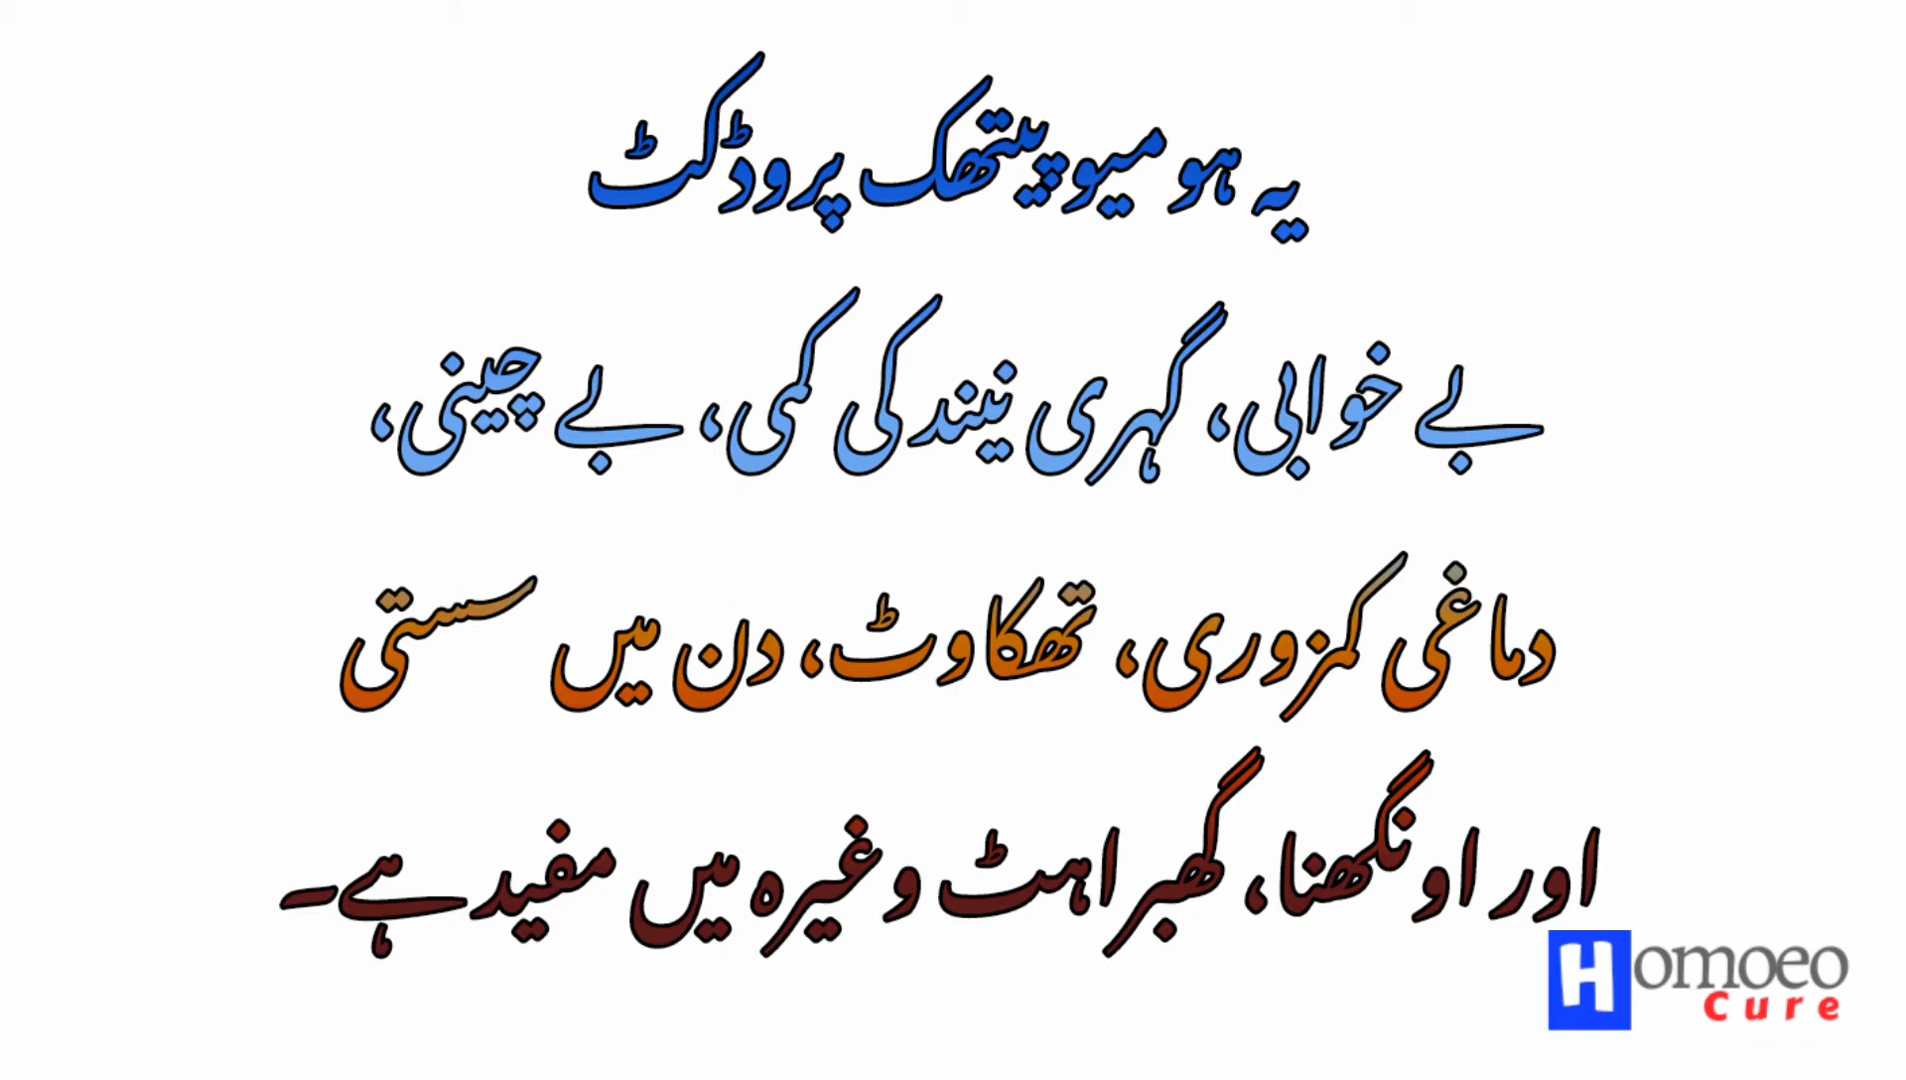 یہ ہومیوپیتھک پروڈکٹ
بے خوابی، گہری نیند کی کمی، بے چینی،
دماغی کمزوری، تھکاوٹ، دن میں سستی
اور اونگھنا، گھبراہٹ وغیرہ میں مفید ہے۔
Homoeo
Cure